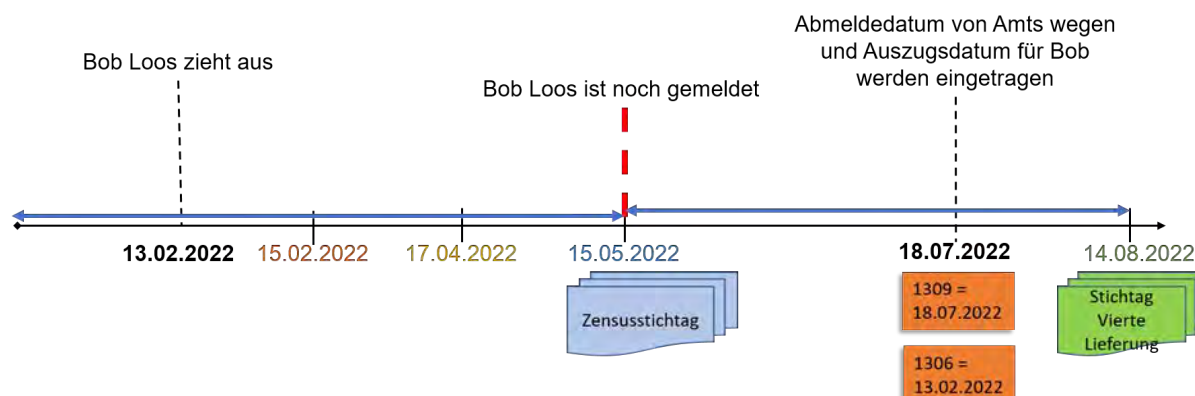 Abmeldedatum von Amts wegen
und Auszugsdatum für Bob
werden eingetragen
Bob Loos zieht aus
Bob Loos ist noch gemeldet
13.02.2022
15.02.2022
17.04.2022
15.05.2022
18.07.2022
14.08.2022
Zensusstichtag
1309 =
18.07.2022
1306 =
13.02.2022
Stichtag
Vierte
Lieferung